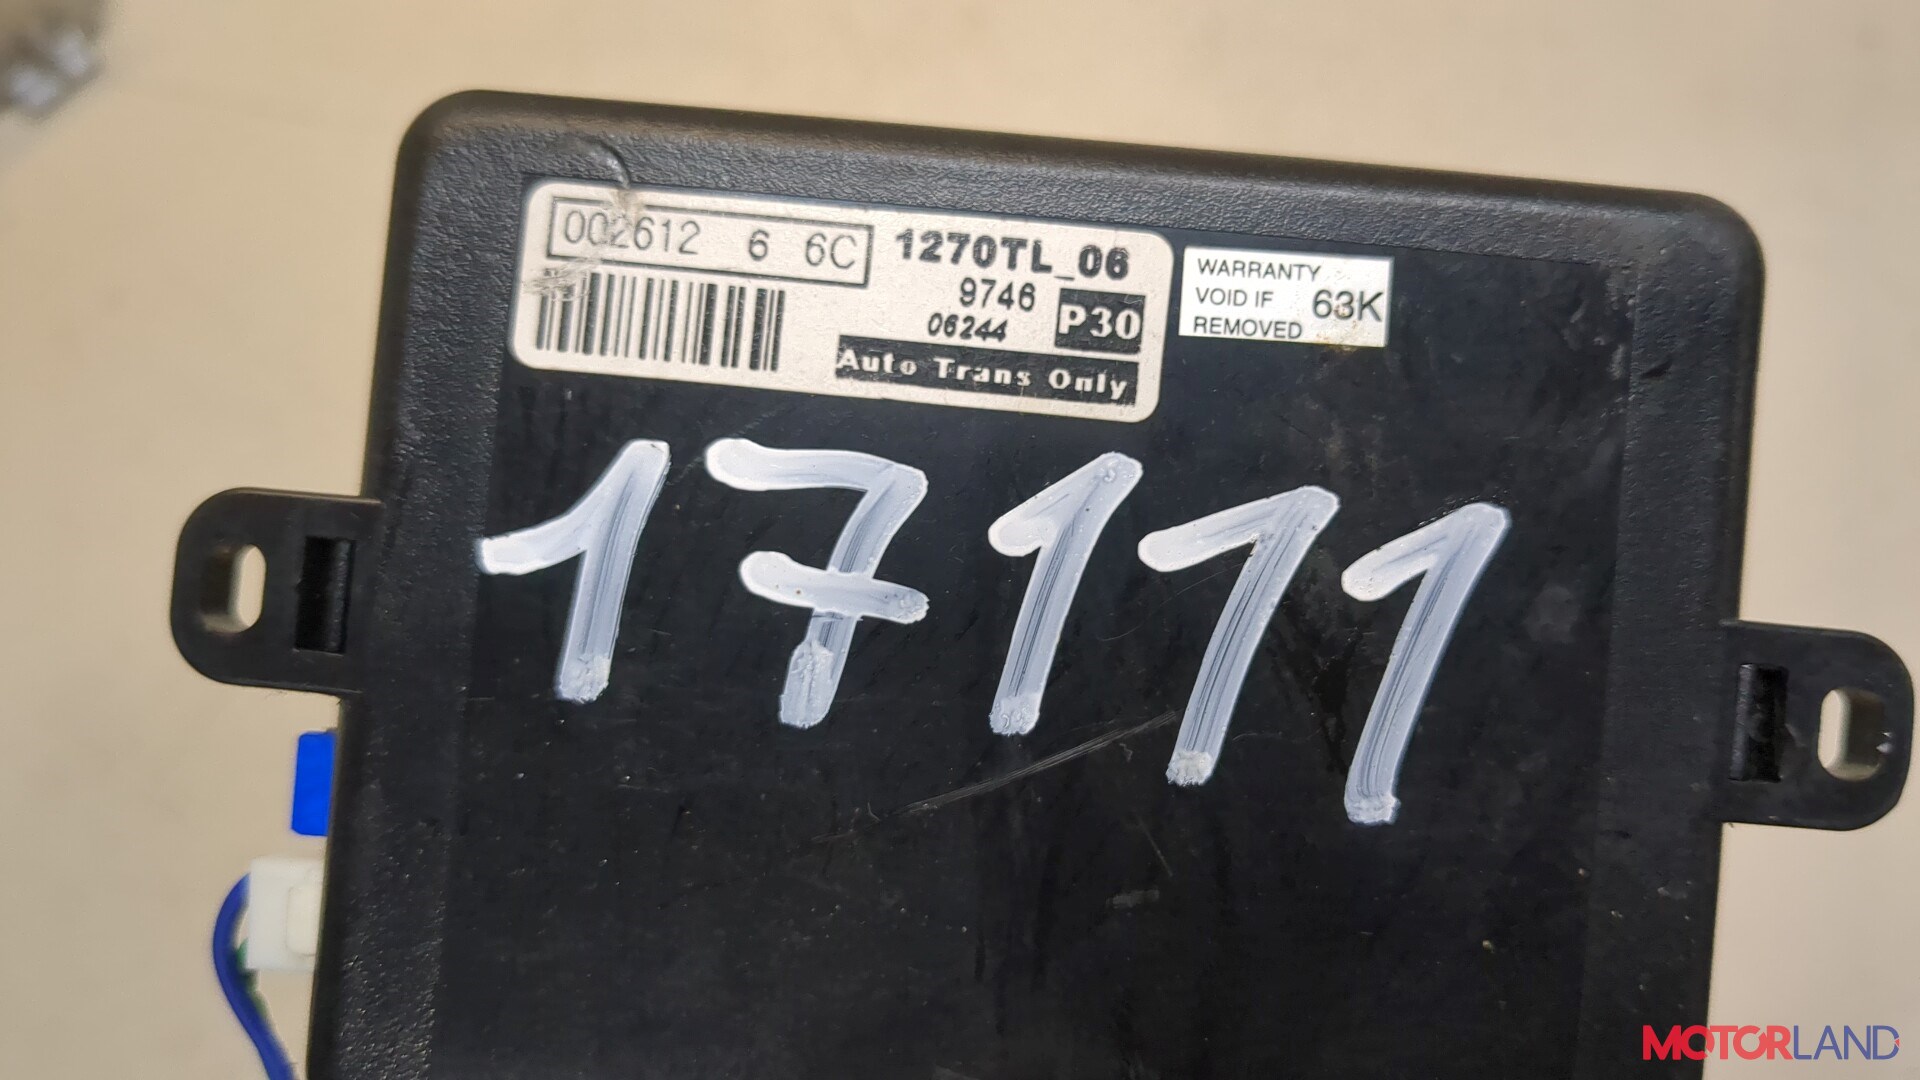 002612 6 6C
1270TL_06
9746
06244
P30
Auto Trans Only
WARRANTY
VOID IF
REMOVED
63K
17111
MOTORLAND